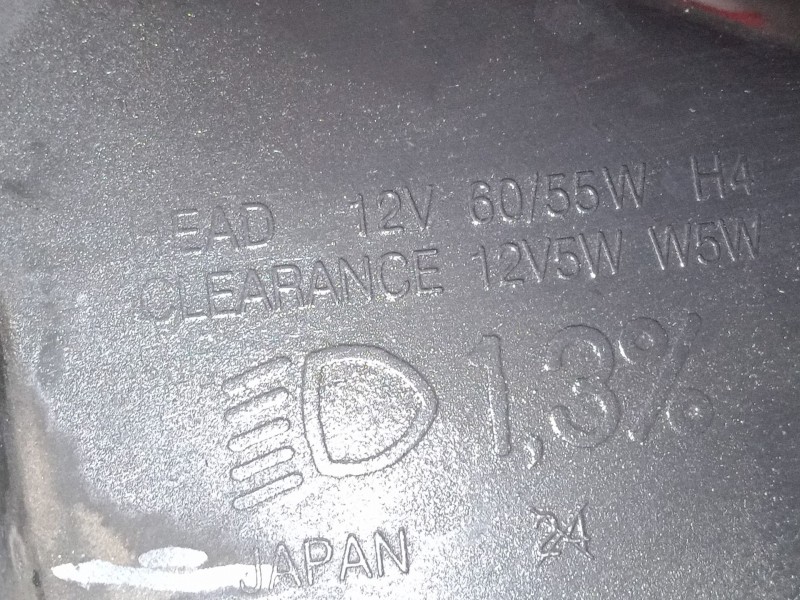 HEAD 12V 60/55W H4
CLEARANCE 12V5W W5W
1,3%
JAPAN 24